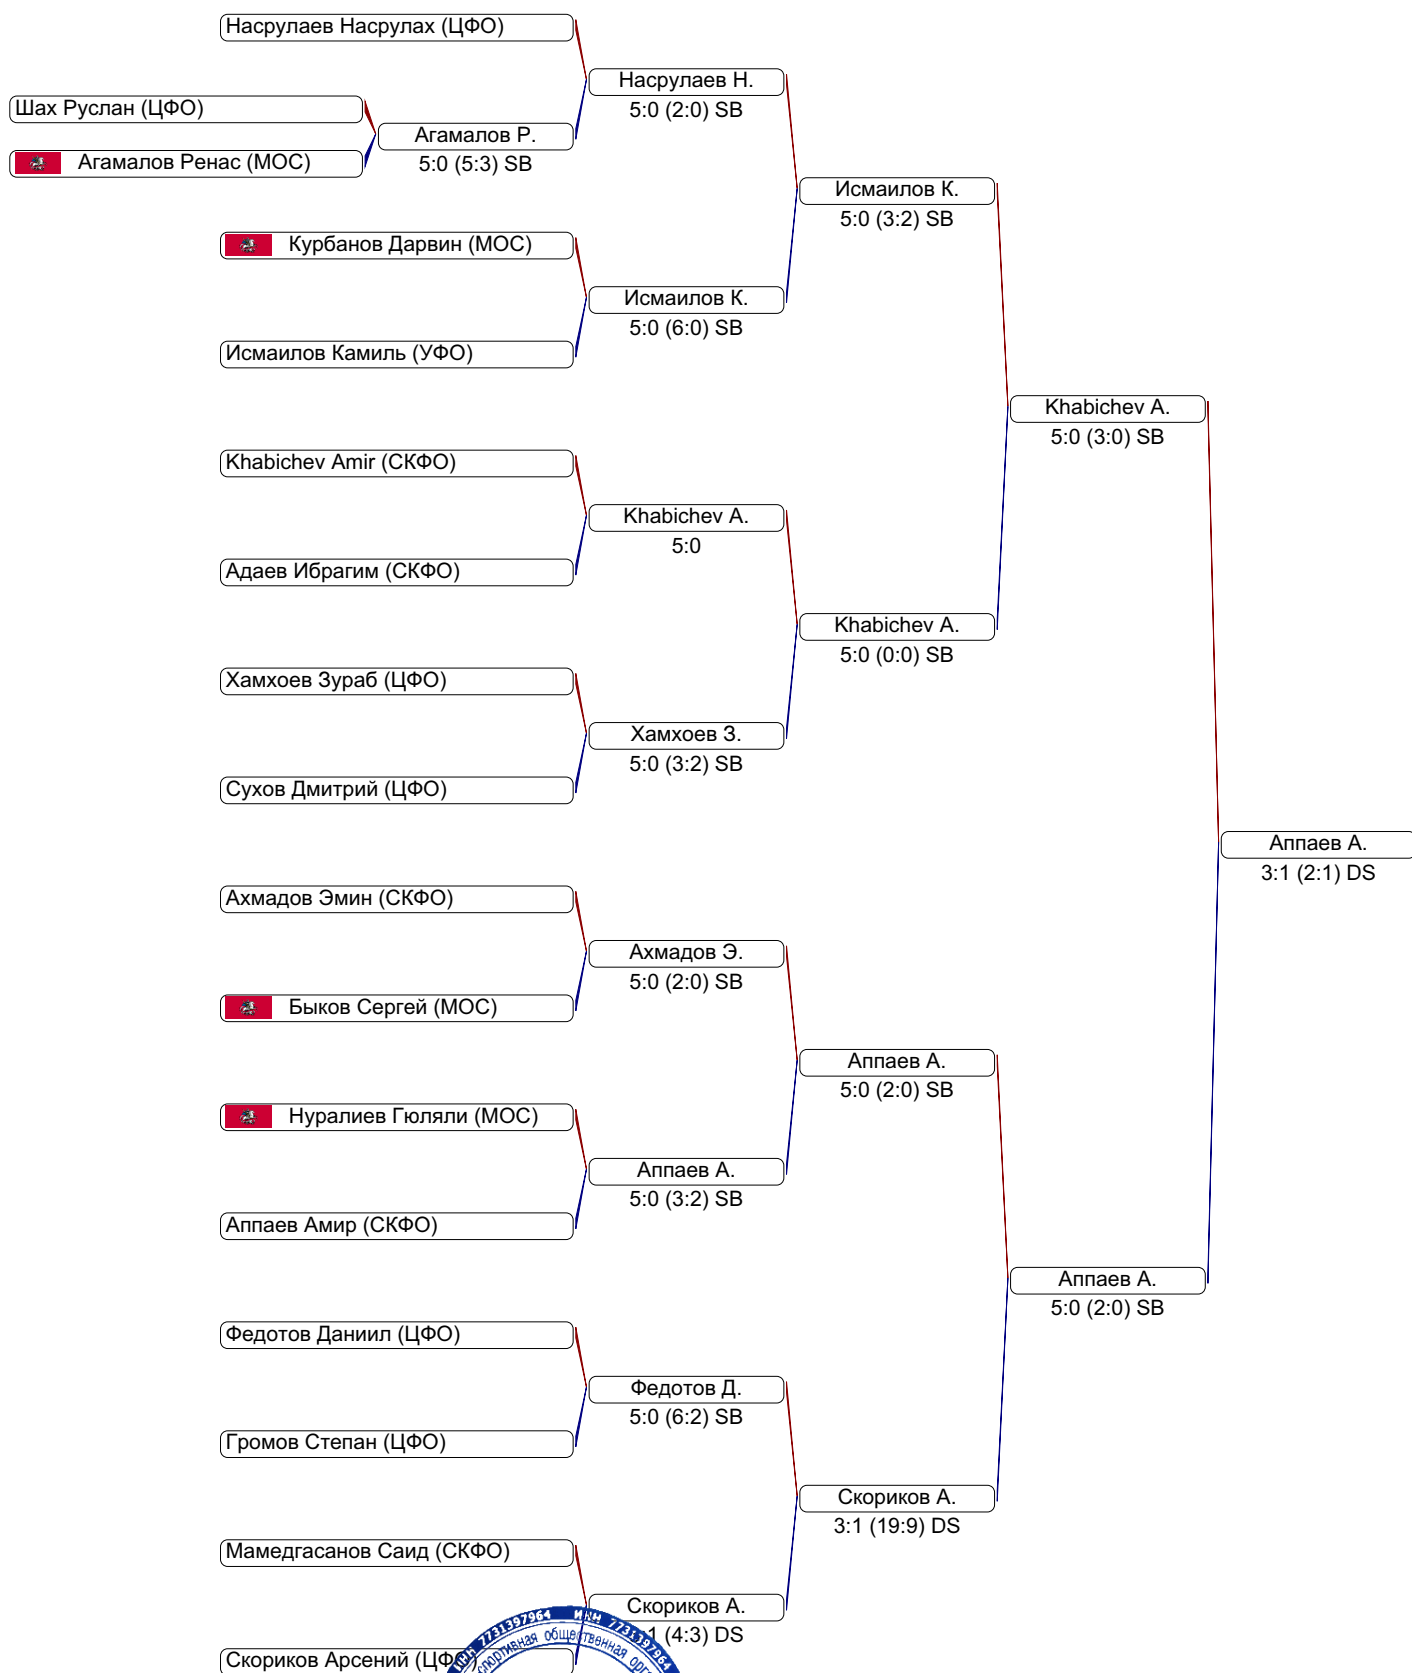 Насрулаев Насрулах (ЦФО)
Насрулаев Н.
5:0 (2:0) SB
Шах Руслан (ЦФО)
Агамалов Р.
5:0 (5:3) SB
Агамалов Ренас (МОС)
Исмаилов К.
5:0 (3:2) SB
Курбанов Дарвин (МОС)
Исмаилов К.
5:0 (6:0) SB
Исмаилов Камиль (УФО)
Khabichev A.
5:0 (3:0) SB
Khabichev Amir (СКФО)
Khabichev A.
5:0
Адаев Ибрагим (СКФО)
Khabichev A.
5:0 (0:0) SB
Хамхоев Зураб (ЦФО)
Хамхоев З.
5:0 (3:2) SB
Сухов Дмитрий (ЦФО)
Аппаев А.
3:1 (2:1) DS
Ахмадов Эмин (СКФО)
Ахмадов Э.
5:0 (2:0) SB
Быков Сергей (МОС)
Аппаев А.
5:0 (2:0) SB
Нуралиев Гюляли (МОС)
Аппаев А.
5:0 (3:2) SB
Аппаев Амир (СКФО)
Аппаев А.
5:0 (2:0) SB
Федотов Даниил (ЦФО)
Федотов Д.
5:0 (6:2) SB
Громов Степан (ЦФО)
Скориков А.
3:1 (19:9) DS
Мамедгасанов Саид (СКФО)
Скориков А.
(4:3) DS
Скориков Арсений (ЦФО)
ИНН 7731397964 ИНН 7731397964
общественная